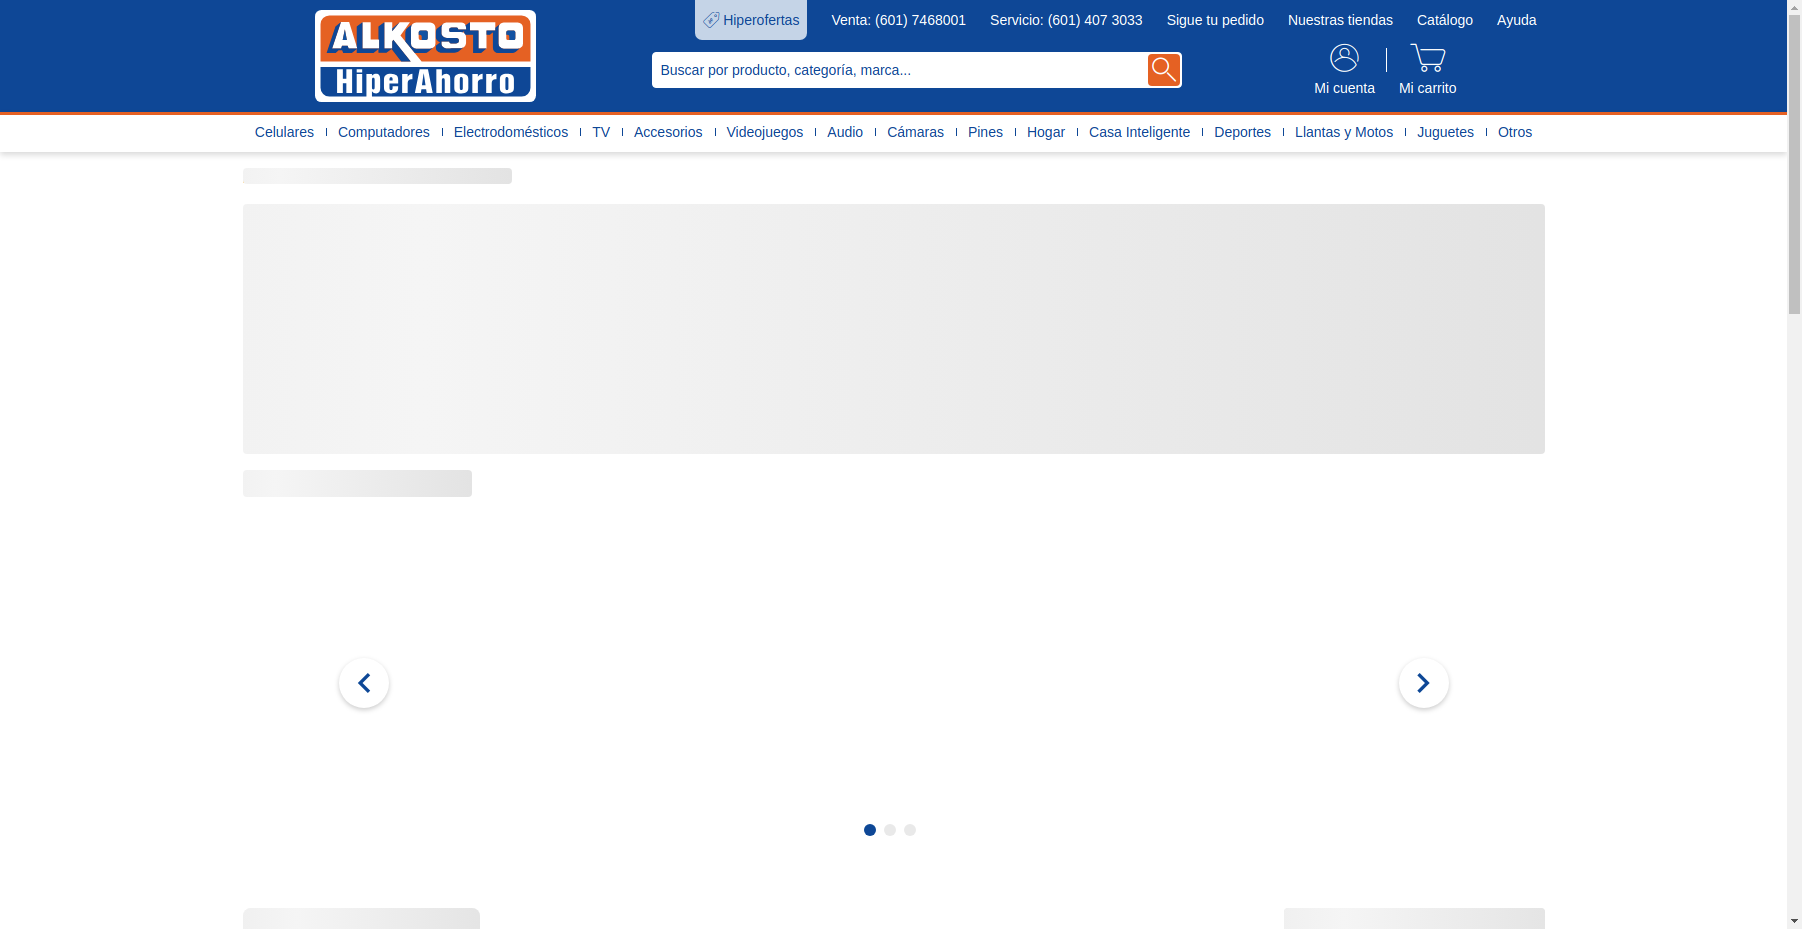 ALKOSTO
HiperAhorro
Hiperofertas
Venta: (601) 7468001
Servicio: (601) 407 3033
Sigue tu pedido
Nuestras tiendas
Catálogo
Ayuda
Buscar por producto, categoría, marca...
Mi cuenta
Mi carrito
Celulares
Computadores
Electrodomésticos
TV
Accesorios
Videojuegos
Audio
Cámaras
Pines
Hogar
Casa Inteligente
Deportes
Llantas y Motos
Juguetes
Otros